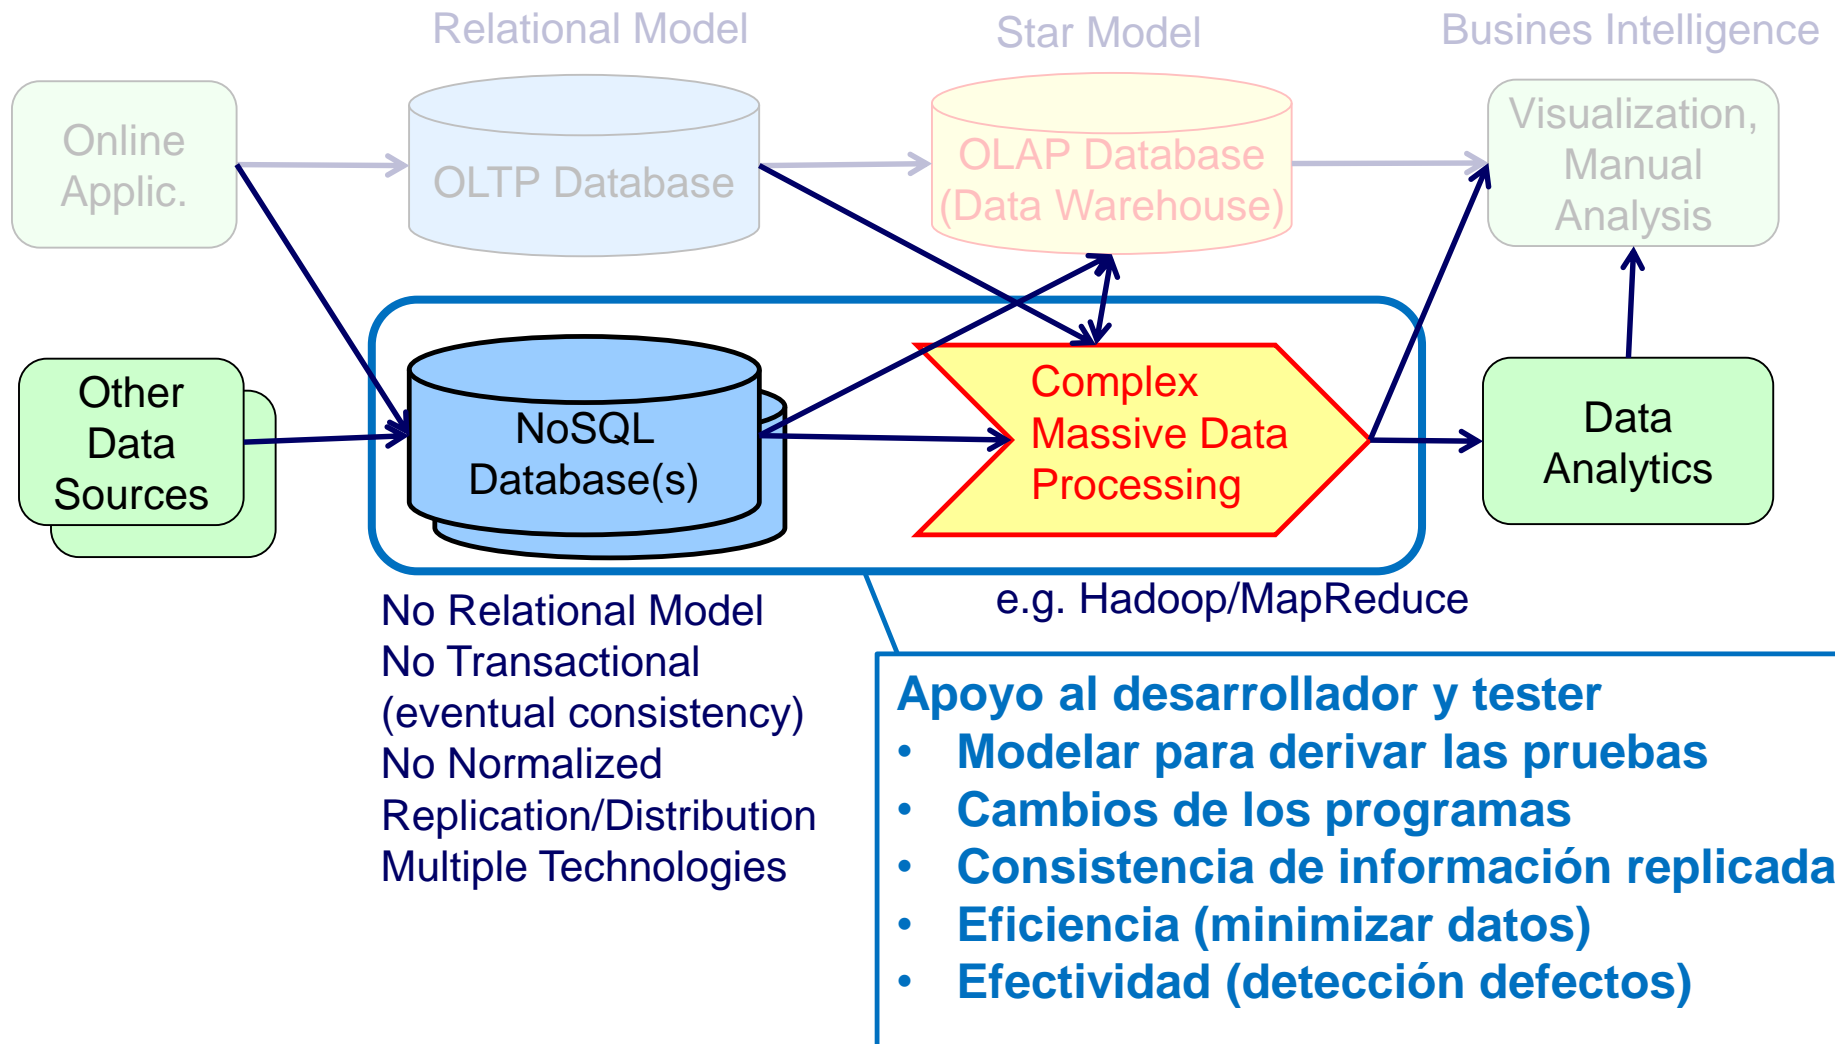 Relational Model
Star Model
Busines Intelligence
Online
Applic.
OLTP Database
OLAP Database
(Data Warehouse)
Visualization,
Manual
Analysis
Other
Data
Sources
NoSQL
Database(s)
Complex
Massive Data
Processing
Data
Analytics
No Relational Model
No Transactional
(eventual consistency)
No Normalized
Replication/Distribution
Multiple Technologies
e.g. Hadoop/MapReduce
Apoyo al desarrollador y tester
• Modelar para derivar las pruebas
• Cambios de los programas
• Consistencia de información replicada
• Eficiencia (minimizar datos)
• Efectividad (detección defectos)